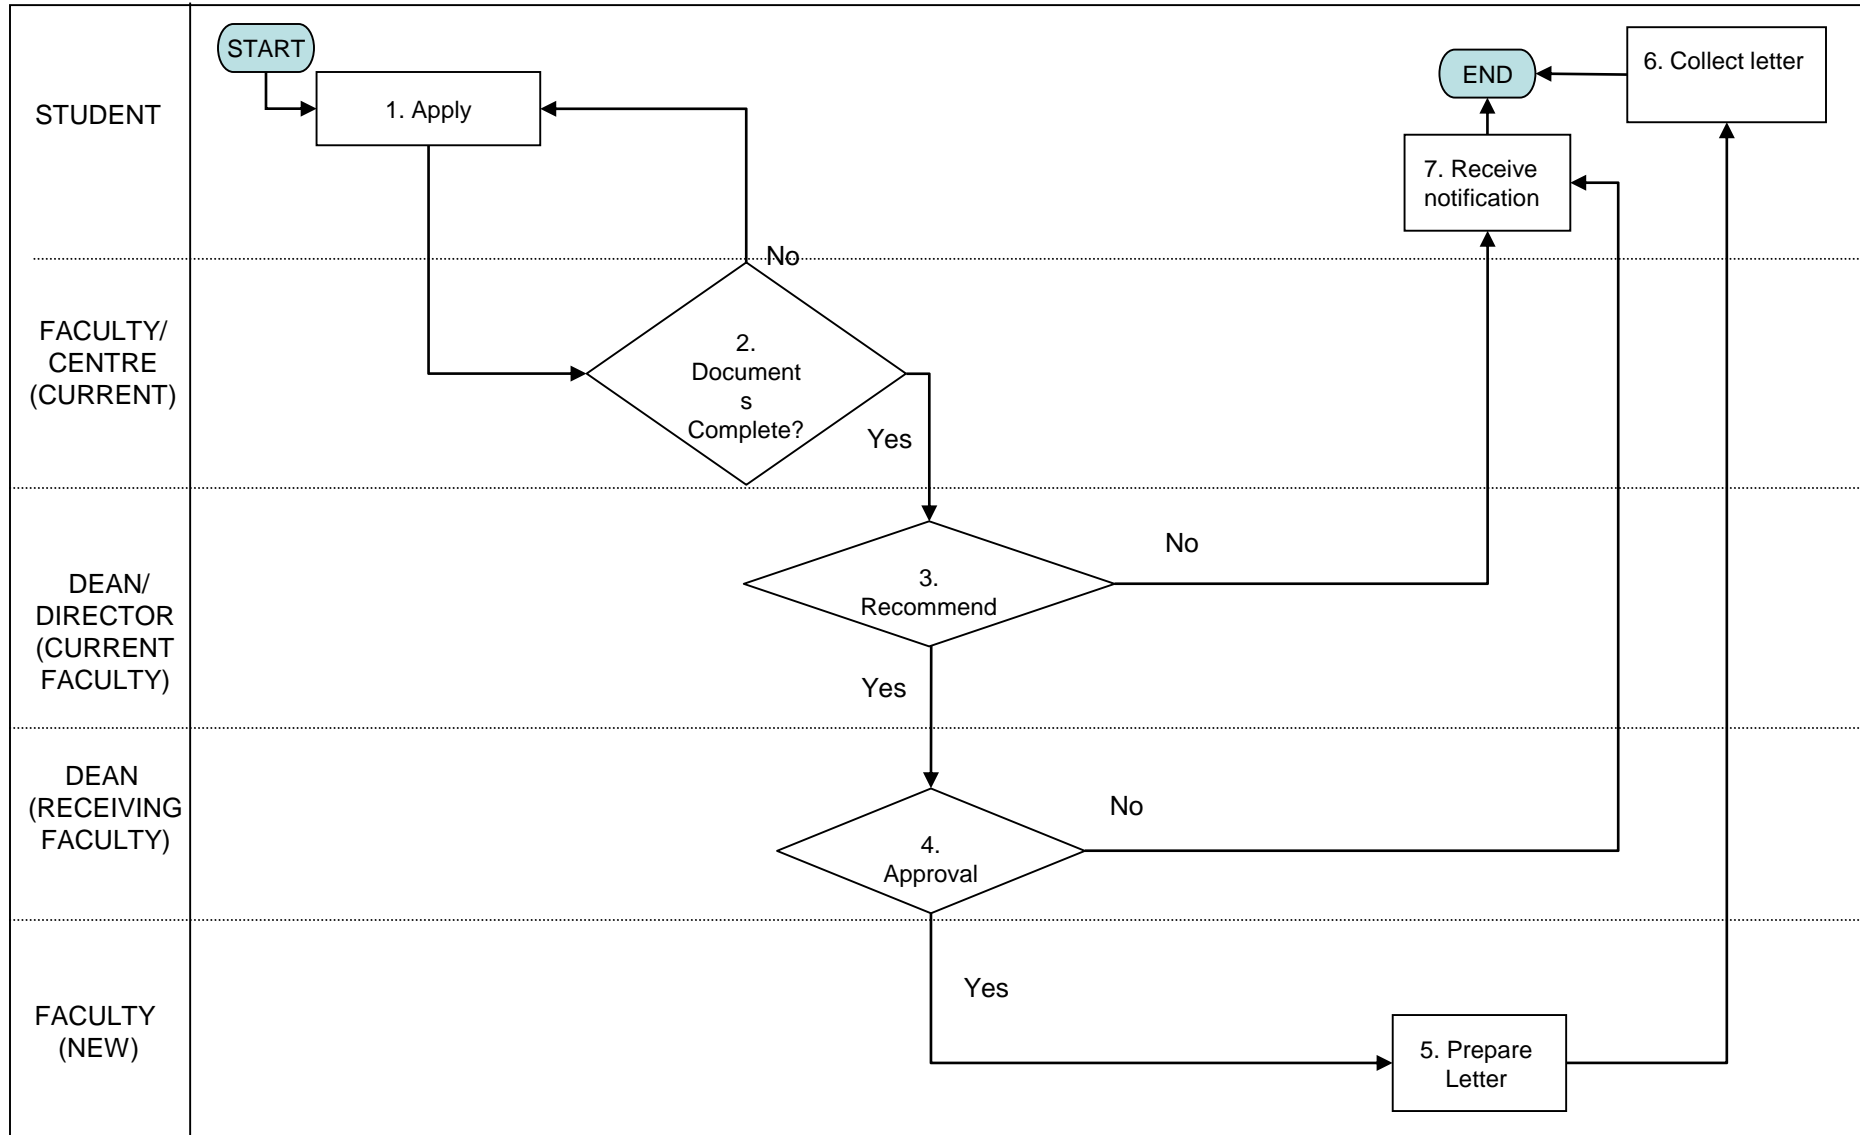 START
1. Apply
END
6. Collect letter
STUDENT
7. Receive
notification
No
FACULTY/
CENTRE
(CURRENT)
2.
Document
s
Complete?
Yes
DEAN/
DIRECTOR
(CURRENT
FACULTY)
3.
Recommend
No
Yes
DEAN
(RECEIVING
FACULTY)
4.
Approval
No
Yes
FACULTY
(NEW)
5. Prepare
Letter